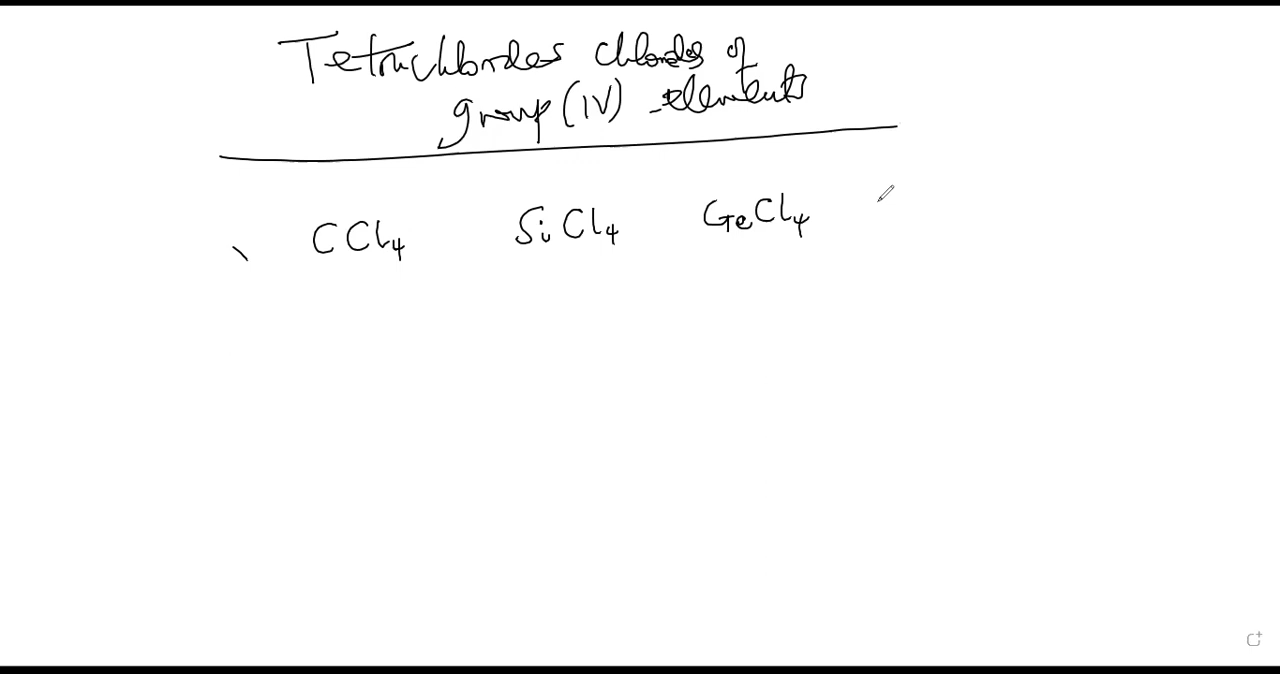 Tetrachlorides chlorides of
group (IV) elements
CCl₄ SiCl₄ GeCl₄